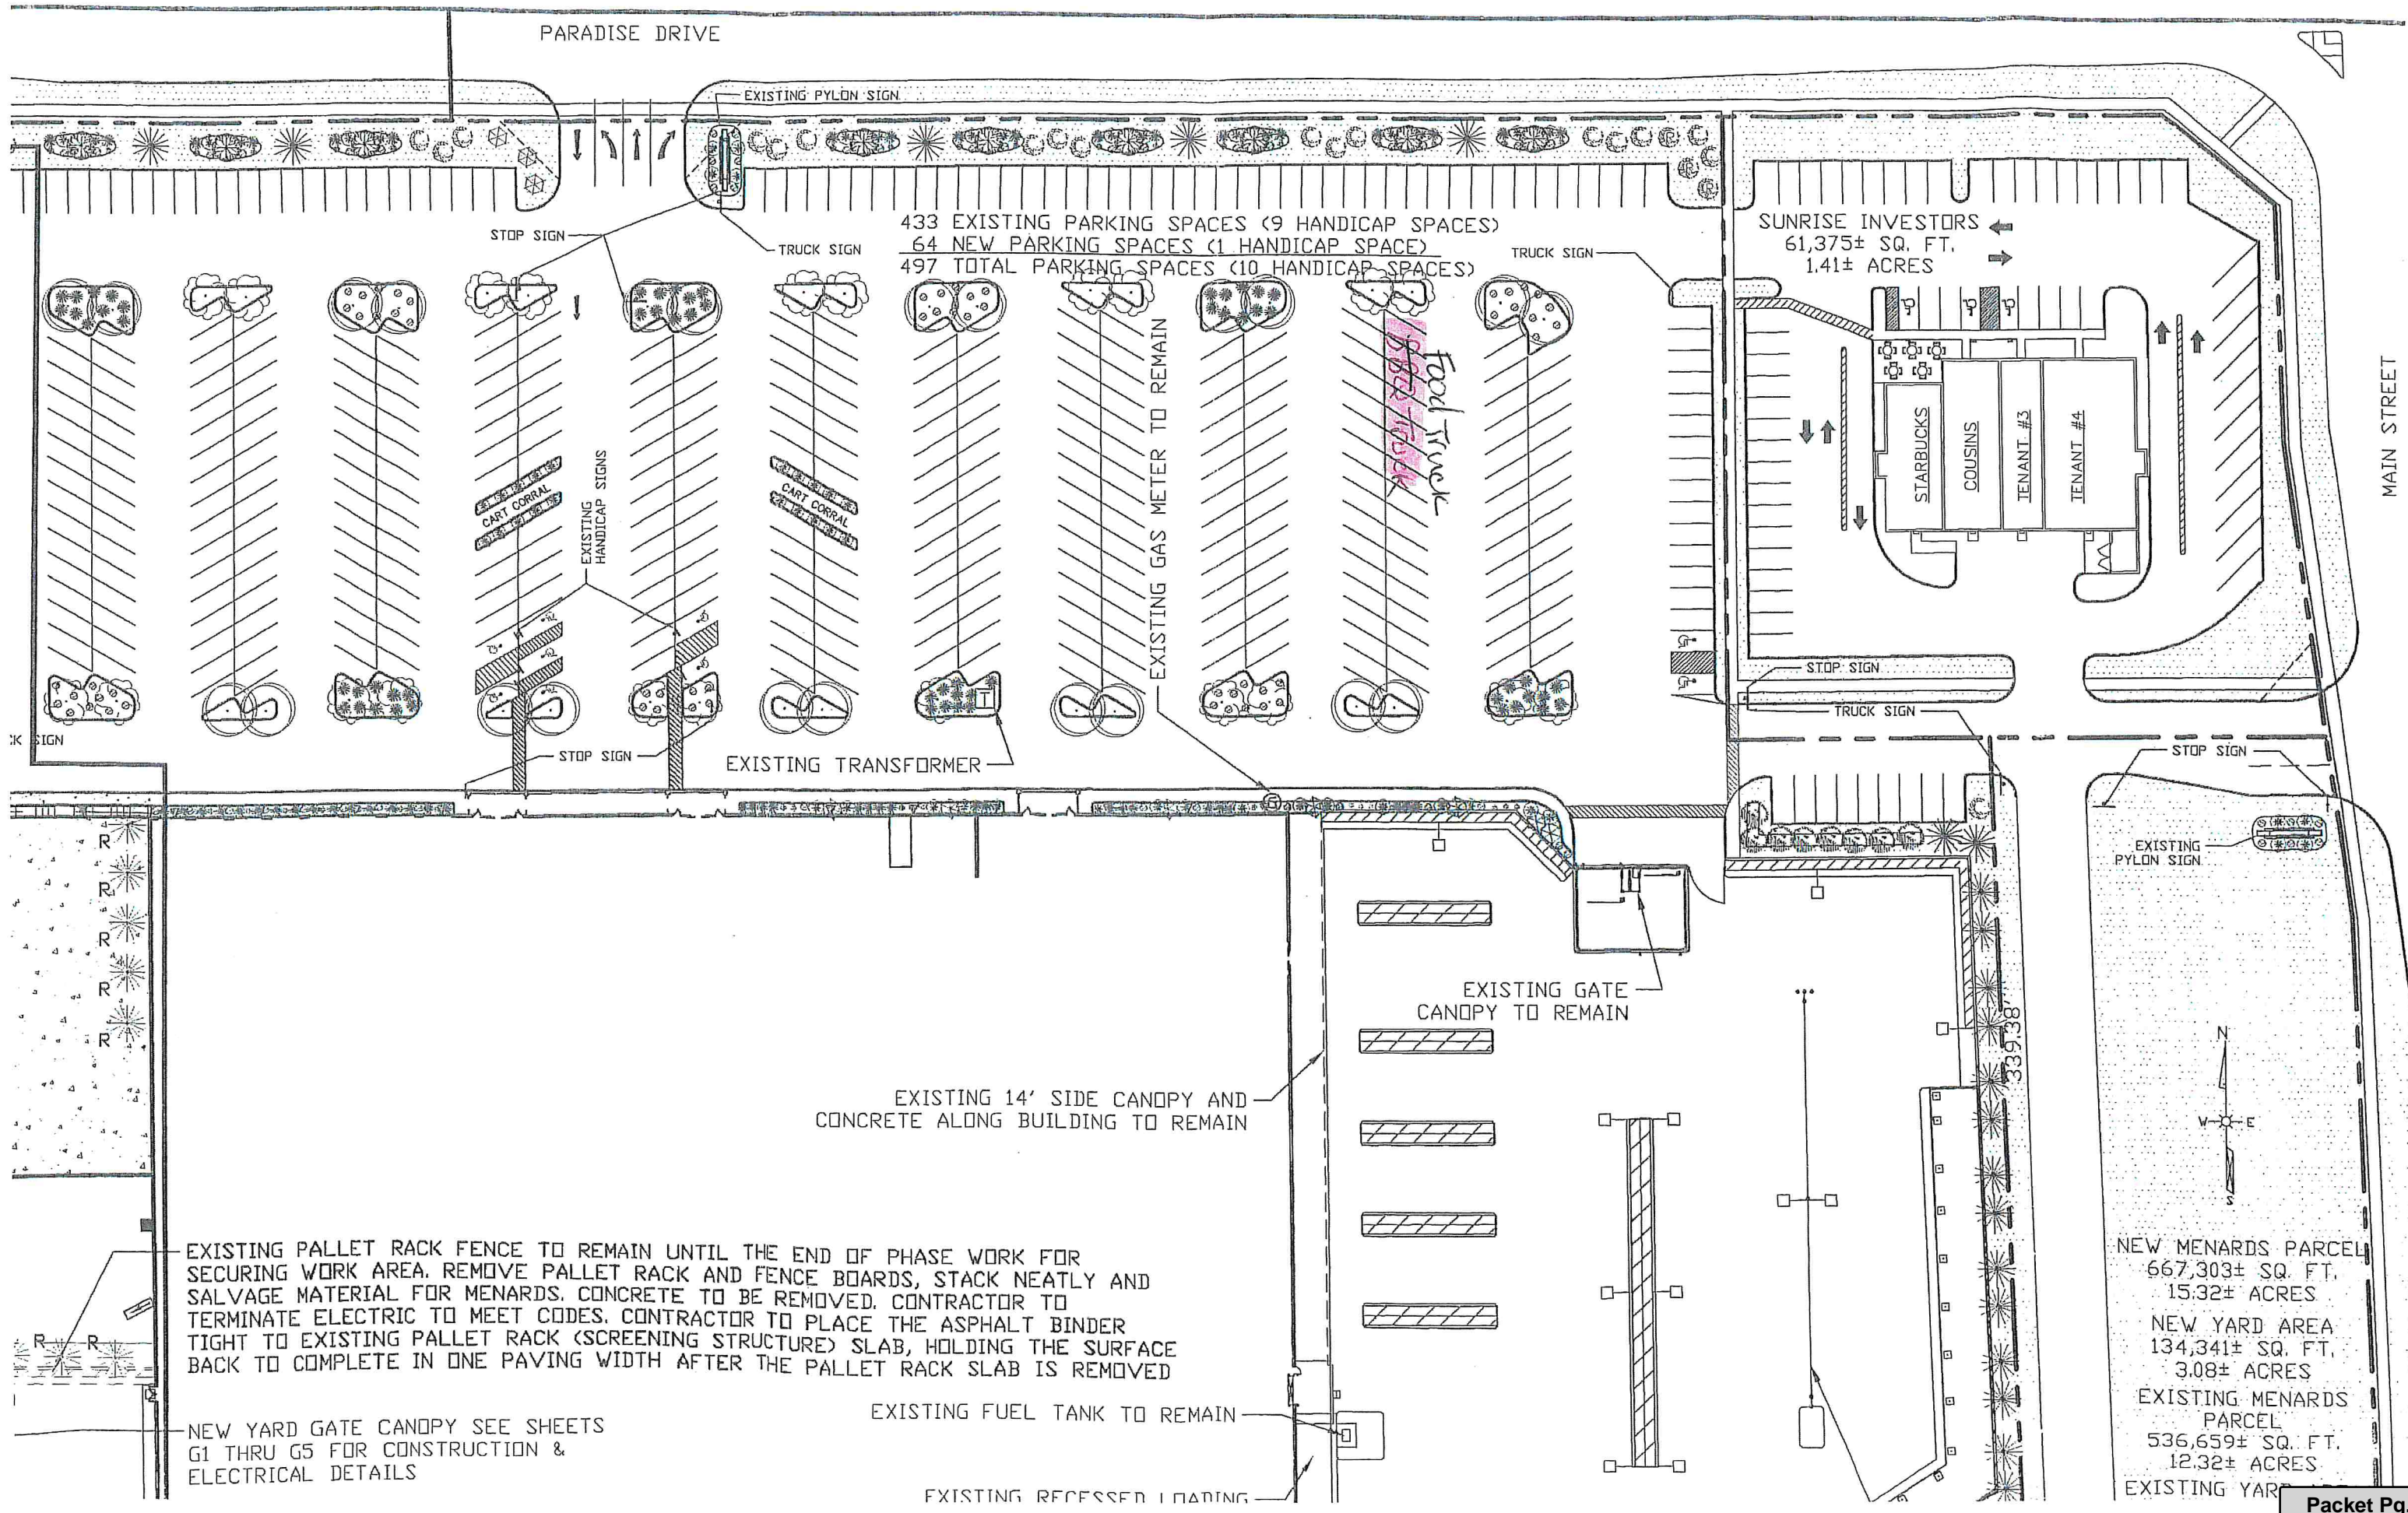 PARADISE DRIVE
EXISTING PYLON SIGN
STOP SIGN
TRUCK SIGN
433 EXISTING PARKING SPACES (9 HANDICAP SPACES)
64 NEW PARKING SPACES (1 HANDICAP SPACE)
497 TOTAL PARKING SPACES (10 HANDICAP SPACES)
TRUCK SIGN
SUNRISE INVESTORS
61,375± SQ. FT.
1.41± ACRES
MAIN STREET
Food Truck
EXISTING GAS METER TO REMAIN
CART CORRAL
CART CORRAL
EXISTING
HANDICAP SIGNS
STARBUCKS
COUSINS
TENANT #3
TENANT #4
STOP SIGN
TRUCK SIGN
STOP SIGN
SIGN
STOP SIGN
EXISTING TRANSFORMER
T
G
EXISTING
PYLON SIGN
R
R
R
R
R
EXISTING GATE
CANOPY TO REMAIN
339.38'
N
W E
S
EXISTING 14' SIDE CANOPY AND
CONCRETE ALONG BUILDING TO REMAIN
EXISTING PALLET RACK FENCE TO REMAIN UNTIL THE END OF PHASE WORK FOR
SECURING WORK AREA. REMOVE PALLET RACK AND FENCE BOARDS, STACK NEATLY AND
SALVAGE MATERIAL FOR MENARDS. CONCRETE TO BE REMOVED. CONTRACTOR TO
TERMINATE ELECTRIC TO MEET CODES. CONTRACTOR TO PLACE THE ASPHALT BINDER
TIGHT TO EXISTING PALLET RACK (SCREENING STRUCTURE) SLAB, HOLDING THE SURFACE
BACK TO COMPLETE IN ONE PAVING WIDTH AFTER THE PALLET RACK SLAB IS REMOVED
R R
NEW MENARDS PARCEL
667,303± SQ. FT.
15.32± ACRES
NEW YARD AREA
134,341± SQ. FT.
3.08± ACRES
EXISTING MENARDS
PARCEL
536,659± SQ. FT.
12.32± ACRES
EXISTING YARD
NEW YARD GATE CANOPY SEE SHEETS
G1 THRU G5 FOR CONSTRUCTION &
ELECTRICAL DETAILS
EXISTING FUEL TANK TO REMAIN
EXISTING RECESSED LOADING
Packet Pg.